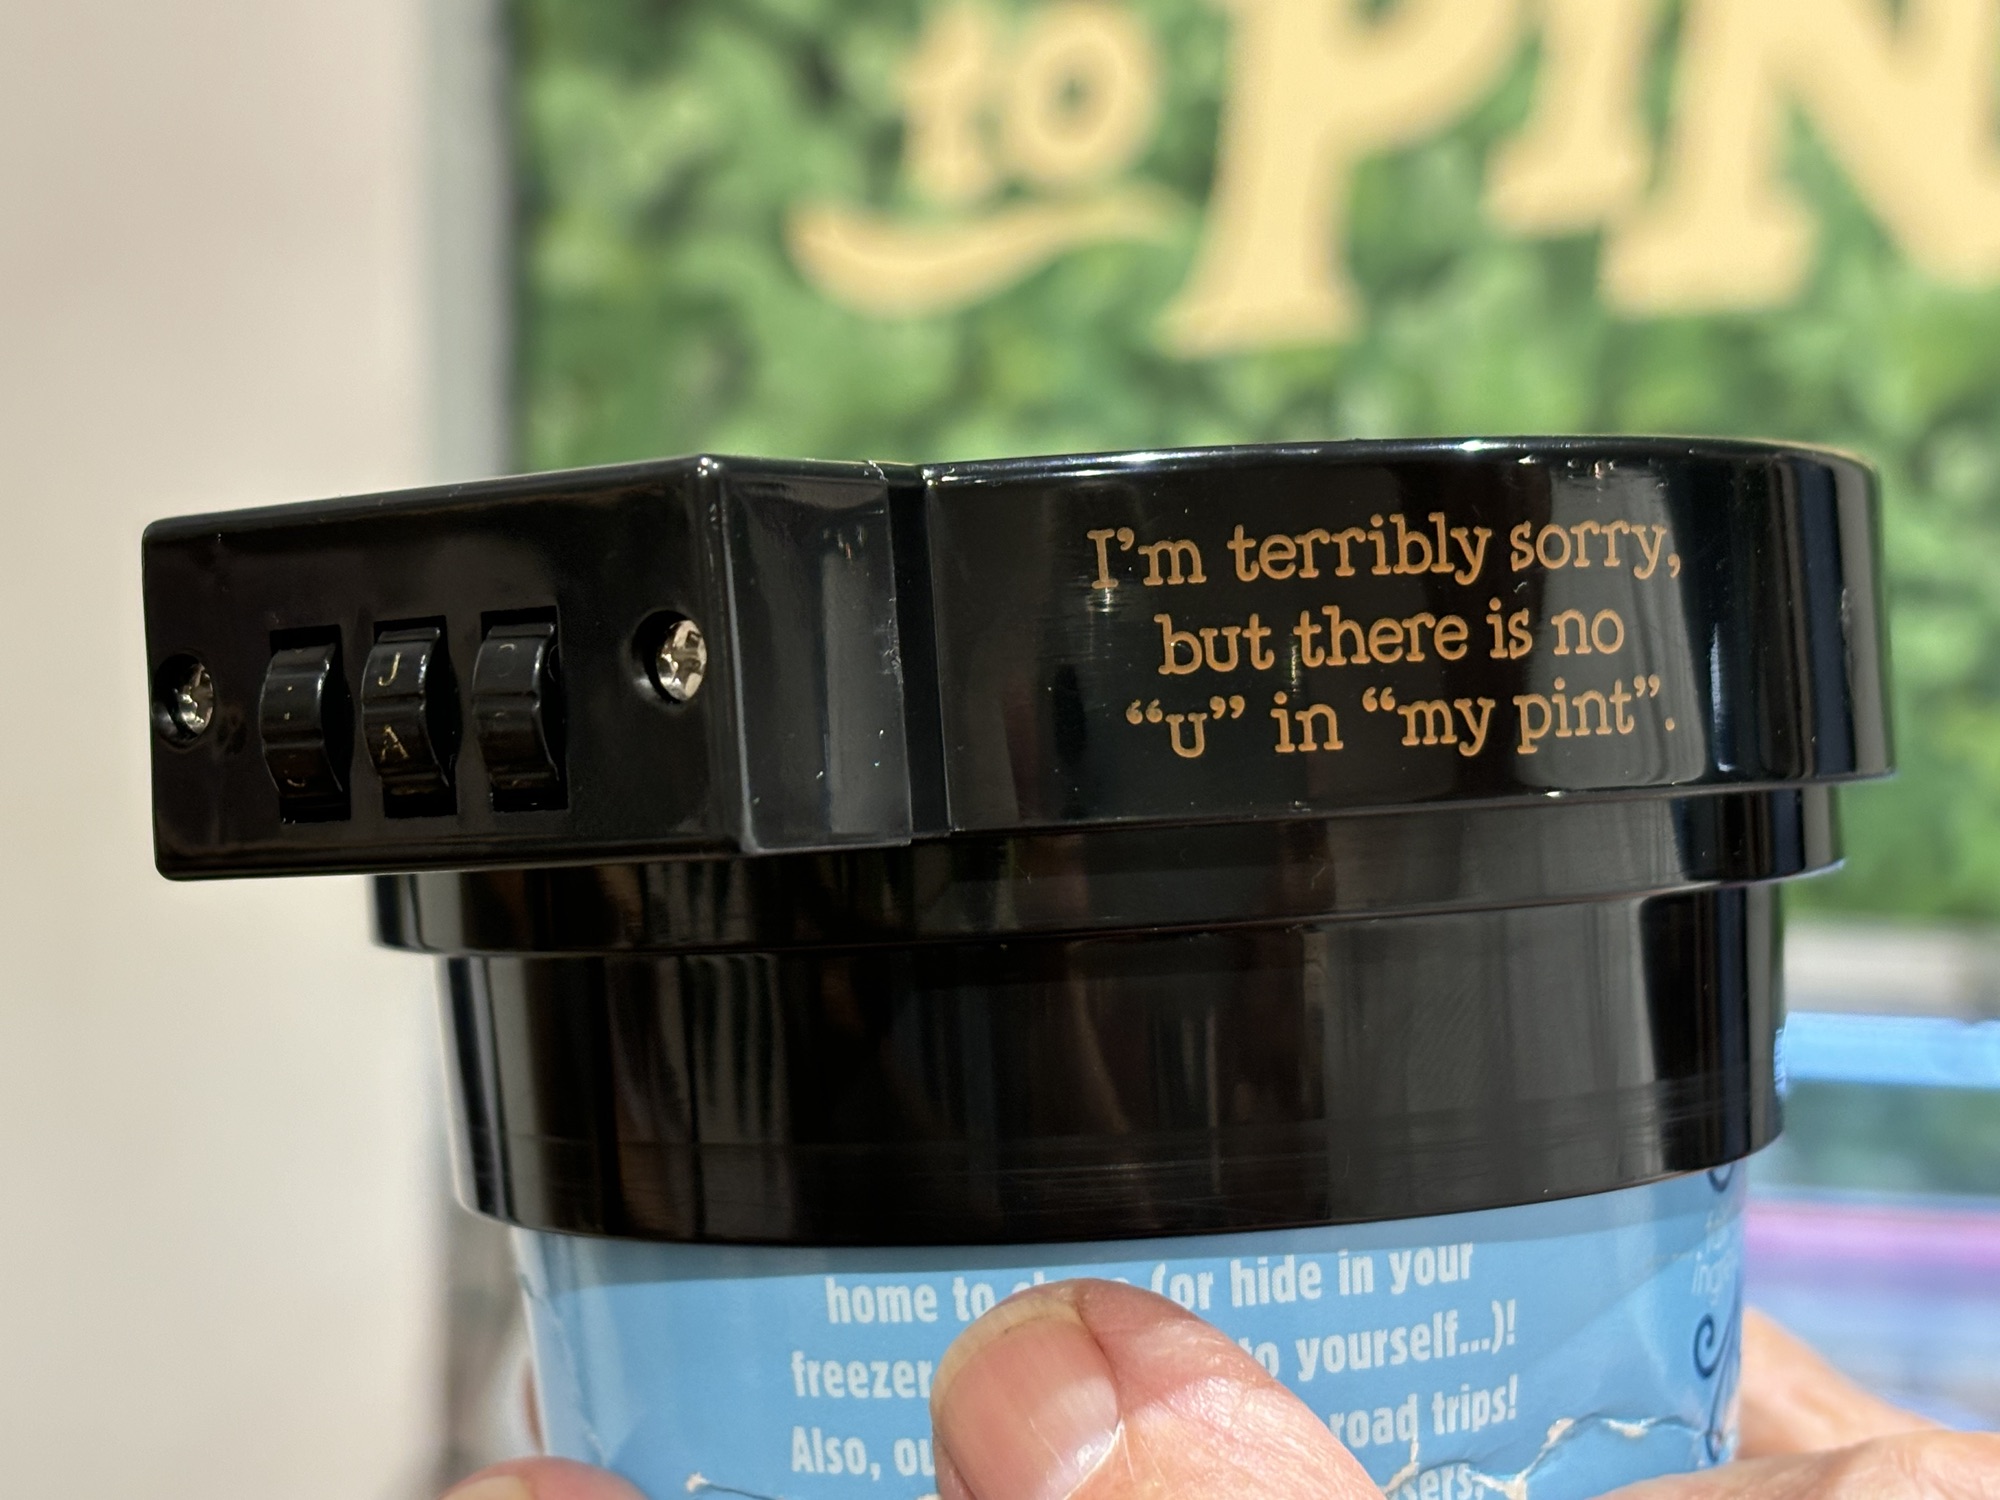 to PIN
I'm terribly sorry,
but there is no
“U” in “my pint”.
J
A
home to (or hide in your
freezer to yourself...)!
Also, road trips!